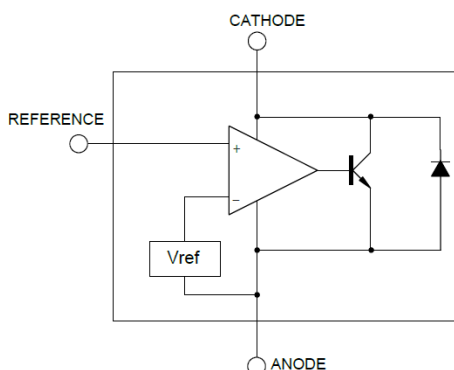 CATHODE
REFERENCE
+
−
Vref
ANODE